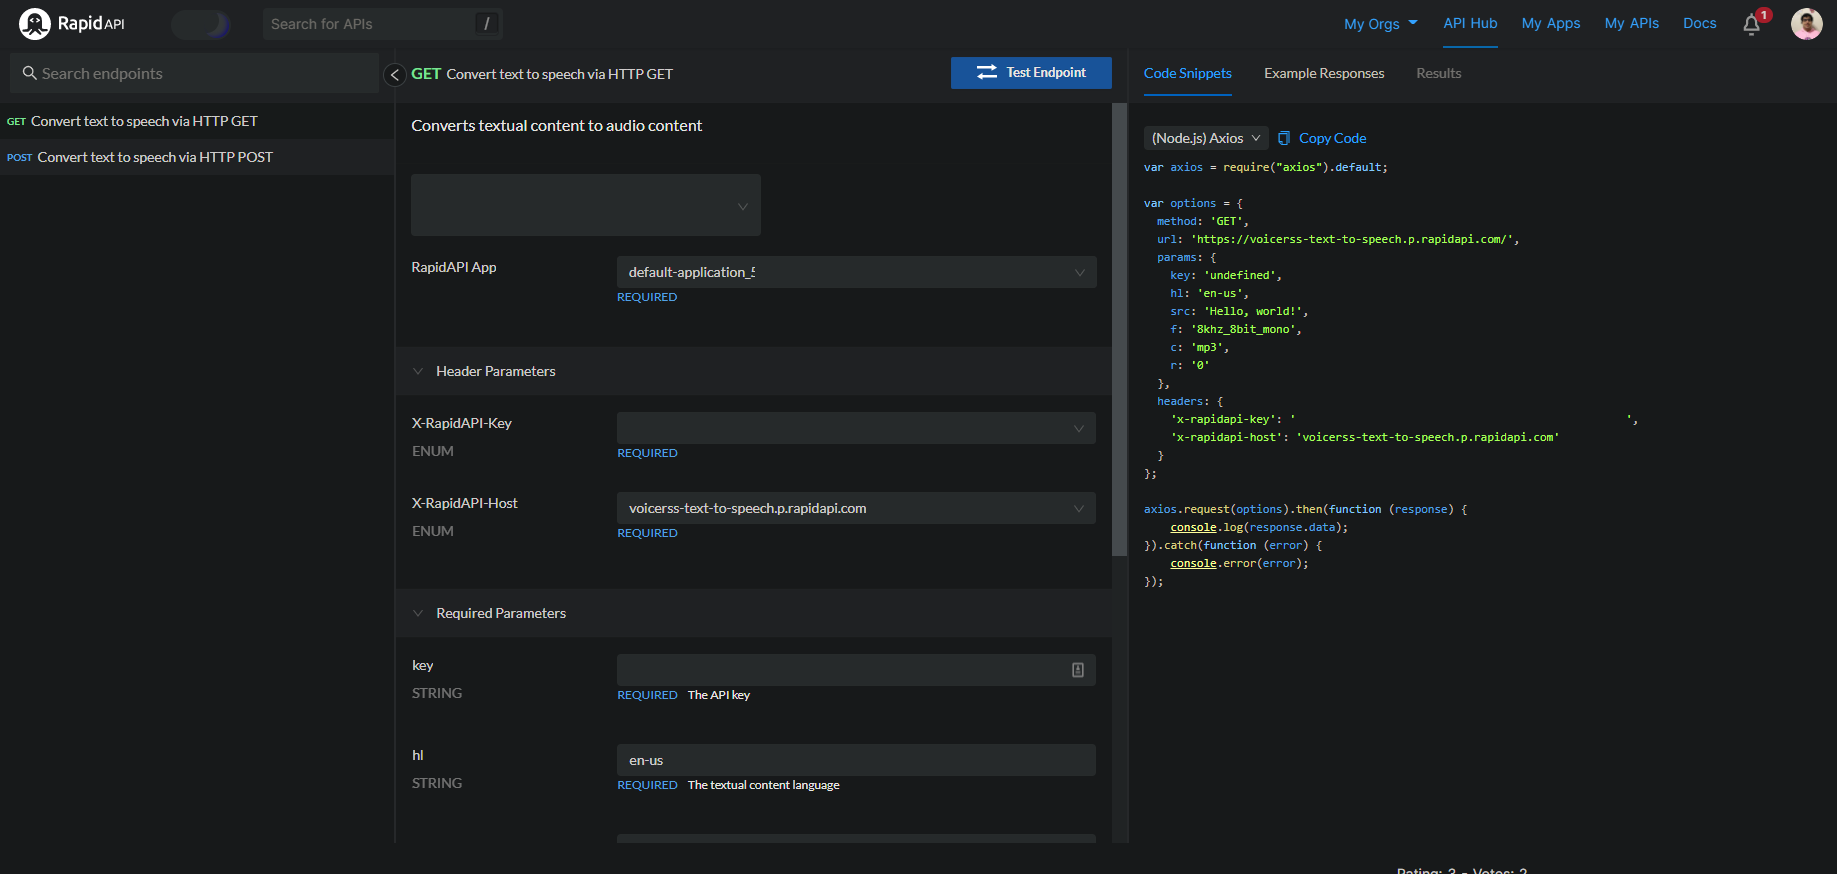 RapidAPI
Search for APIs
/
My Orgs
API Hub
My Apps
My APIs
Docs
1
Search endpoints
GET Convert text to speech via HTTP GET
POST Convert text to speech via HTTP POST
GET Convert text to speech via HTTP GET
Test Endpoint
Converts textual content to audio content
RapidAPI App
default-application_5
REQUIRED
Header Parameters
X-RapidAPI-Key
ENUM
REQUIRED
X-RapidAPI-Host
voicerss-text-to-speech.p.rapidapi.com
ENUM
REQUIRED
Required Parameters
key
STRING
REQUIRED The API key
hl
en-us
STRING
REQUIRED The textual content language
Code Snippets
Example Responses
Results
(Node.js) Axios
Copy Code
var axios = require("axios").default;
var options = {
method: 'GET',
url: 'https://voicerss-text-to-speech.p.rapidapi.com/',
params: {
key: 'undefined',
hl: 'en-us',
src: 'Hello, world!',
f: '8khz_8bit_mono',
c: 'mp3',
r: '0'
},
headers: {
'x-rapidapi-key': ' ',
'x-rapidapi-host': 'voicerss-text-to-speech.p.rapidapi.com'
}
};
axios.request(options).then(function (response) {
console.log(response.data);
}).catch(function (error) {
console.error(error);
});
Rating: 3 - Votes: 2